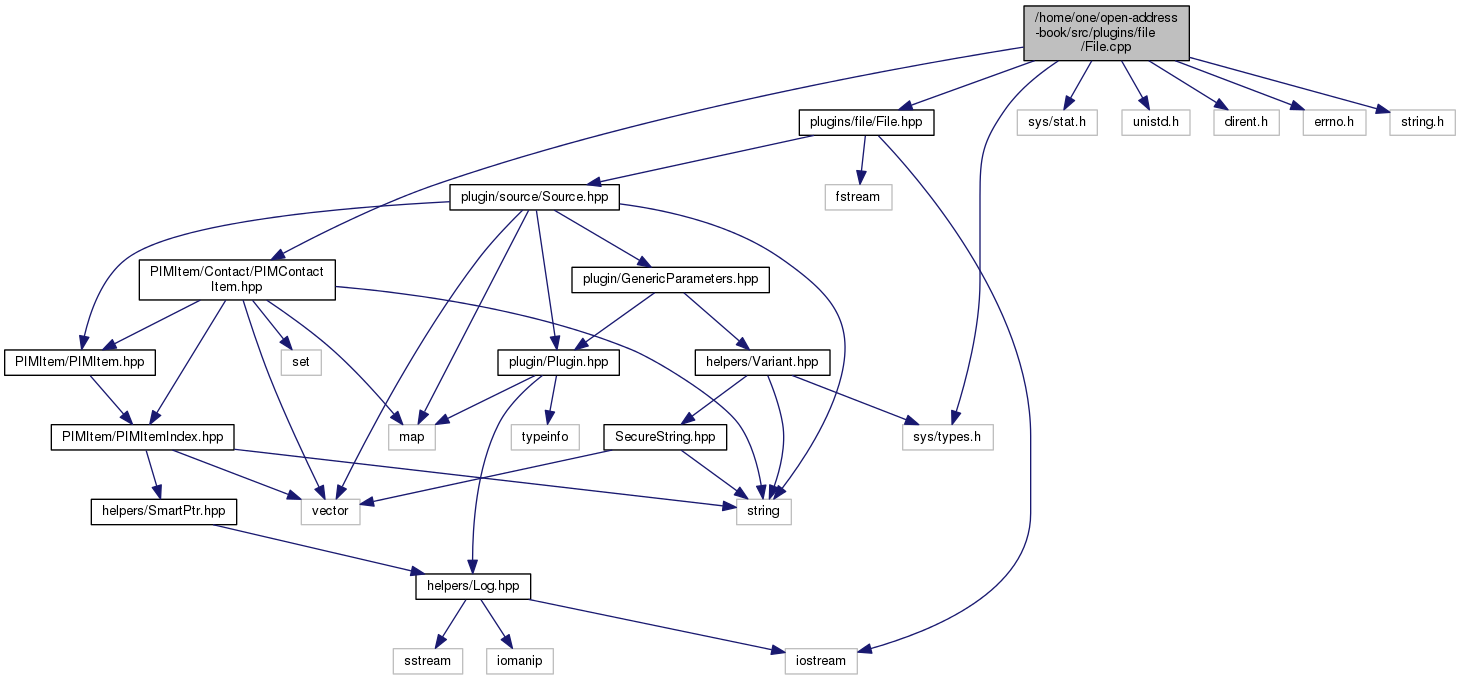 /home/one/open-address
-book/src/plugins/file
/File.cpp
plugins/file/File.hpp
sys/stat.h
unistd.h
dirent.h
errno.h
string.h
plugin/source/Source.hpp
fstream
PIMItem/Contact/PIMContact
Item.hpp
plugin/GenericParameters.hpp
PIMItem/PIMItem.hpp
set
plugin/Plugin.hpp
helpers/Variant.hpp
PIMItem/PIMItemIndex.hpp
map
typeinfo
SecureString.hpp
sys/types.h
helpers/SmartPtr.hpp
vector
string
helpers/Log.hpp
sstream
iomanip
iostream